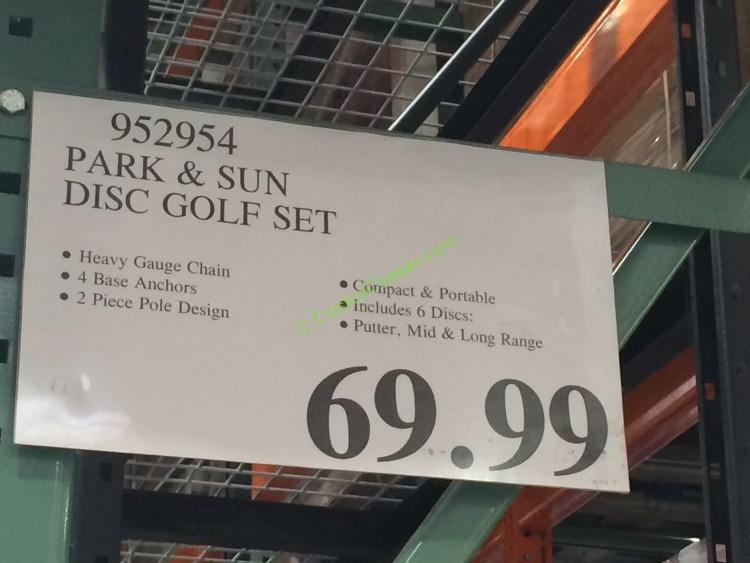 952954
PARK & SUN
DISC GOLF SET
• Heavy Gauge Chain
• 4 Base Anchors
• 2 Piece Pole Design
• Compact & Portable
• Includes 6 Discs:
• Putter, Mid & Long Range
69.99